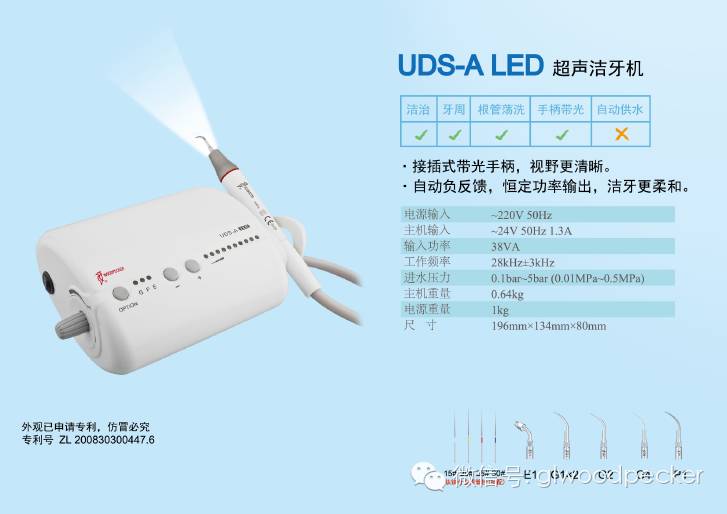 UDS-A LED 超声洁牙机
洁治 牙周 根管荡洗 手柄带光 自动供水
· 接插式带光手柄，视野更清晰。
· 自动负反馈，恒定功率输出，洁牙更柔和。
电源输入 ~220V 50Hz
主机输入 ~24V 50Hz 1.3A
输入功率 38VA
工作频率 28kHz±3kHz
进水压力 0.1bar~5bar (0.01MPa~0.5MPa)
主机重量 0.64kg
电源重量 1kg
尺 寸 196mm×134mm×80mm
UDS-A LED
WOODPECKER
G P E
OPTION
− +
外观已申请专利，仿冒必究
专利号 ZL 200830300447.6
E1
微信号: glwoodpecker